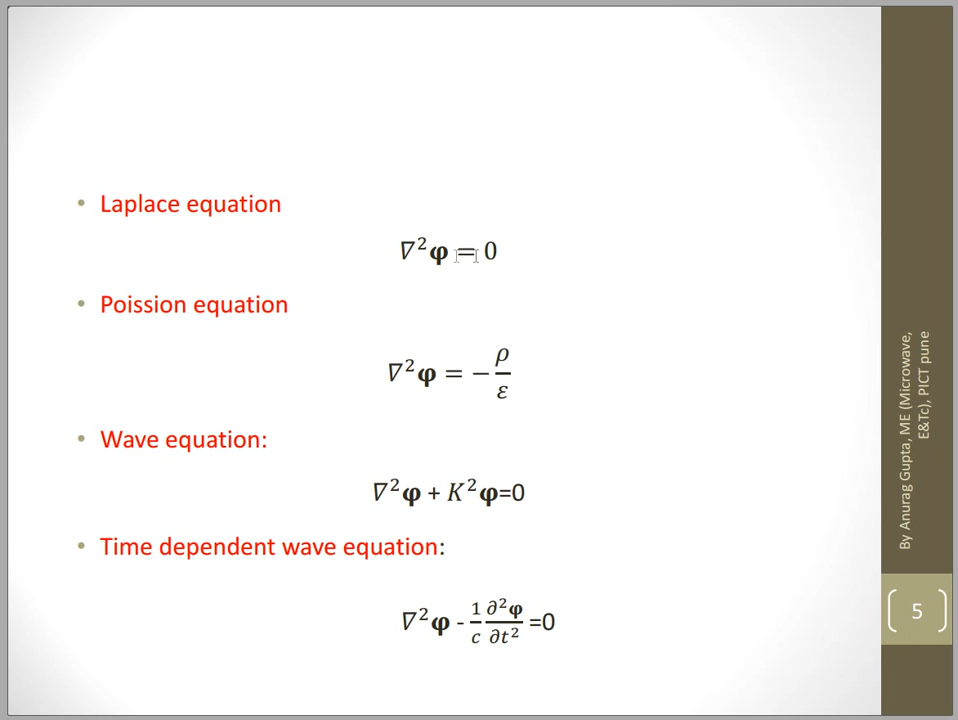 • Laplace equation
∇²φ = 0
• Poission equation
∇²φ = −ρ/ε
• Wave equation:
∇²φ + K²φ=0
• Time dependent wave equation:
∇²φ - 1/c ∂²φ/∂t² =0
By Anurag Gupta, ME (Microwave,
E&Tc), PICT pune
5